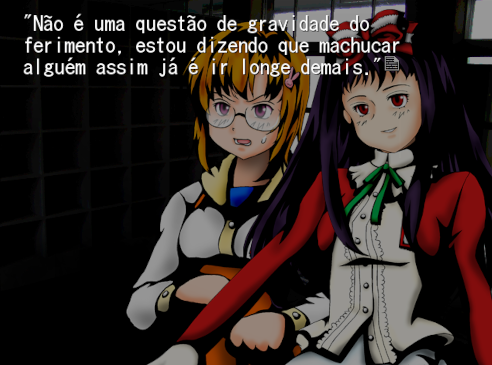 "Não é uma questão de gravidade do
ferimento, estou dizendo que machucar
alguém assim já é ir longe demais."